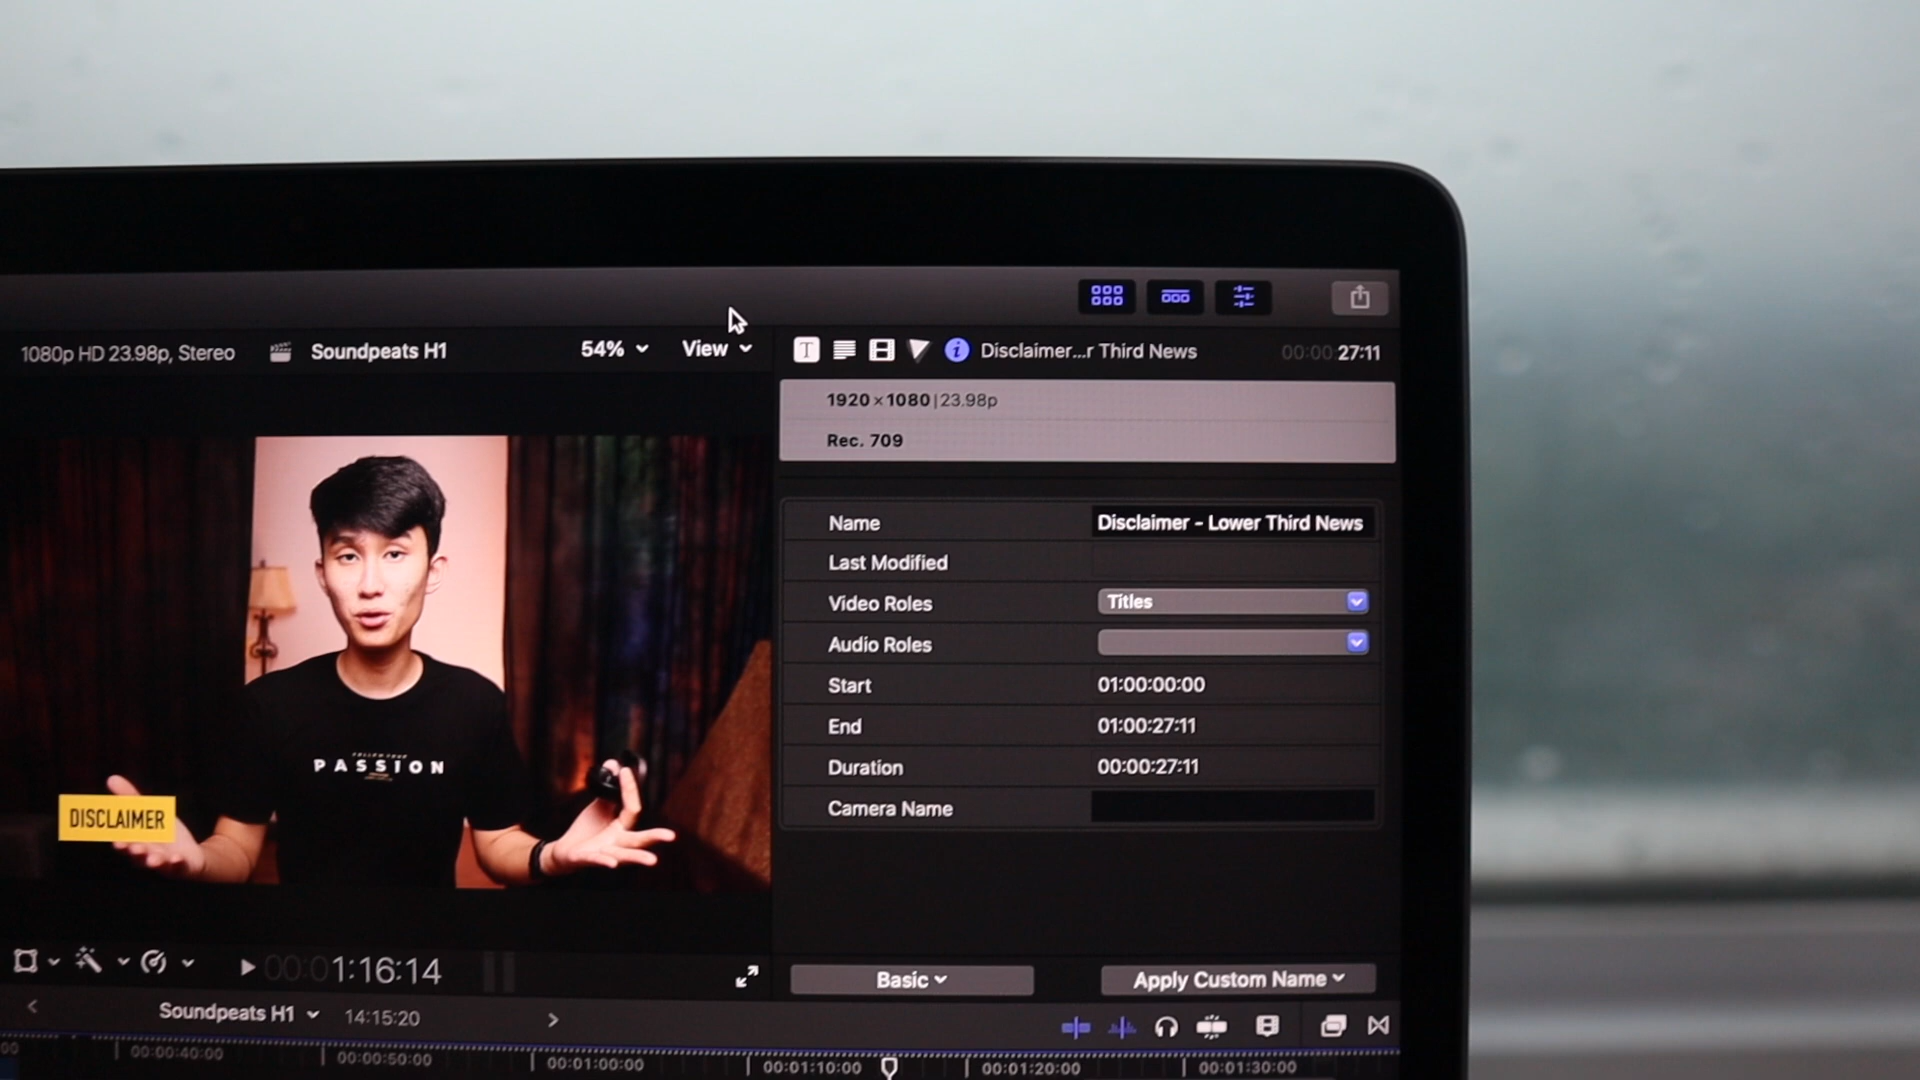 1080p HD 23.98p, Stereo
Soundpeats H1
54%
View
T
i
Disclaimer...r Third News
00:00:27:11
1920×1080|23.98p
Rec. 709
Name
Disclaimer - Lower Third News
Last Modified
Video Roles
Titles
Audio Roles
Start
01:00:00:00
End
01:00:27:11
Duration
00:00:27:11
Camera Name
PASSION
DISCLAIMER
00:01:16:14
Basic
Apply Custom Name
Soundpeats H1
14:15:20
00
00:00:40:00
00:00:50:00
00:01:00:00
00:01:10:00
00:01:20:00
00:01:30:00